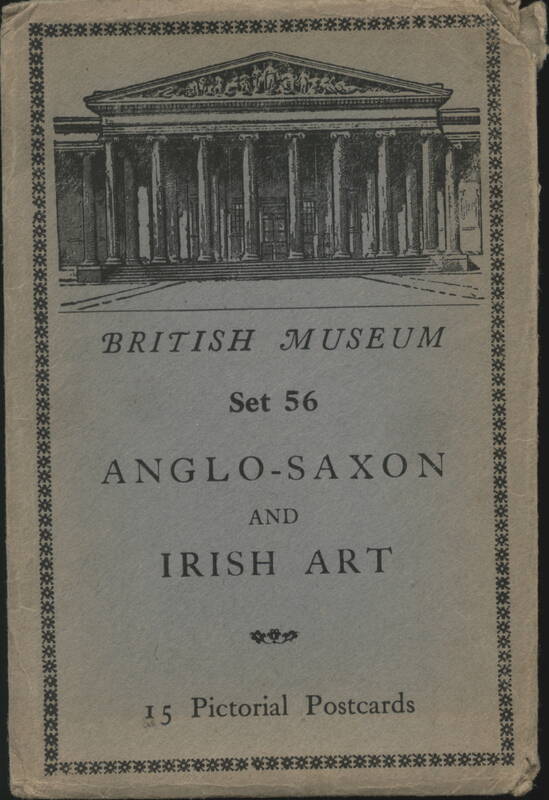 BRITISH MUSEUM
Set 56
ANGLO-SAXON
AND
IRISH ART
15 Pictorial Postcards